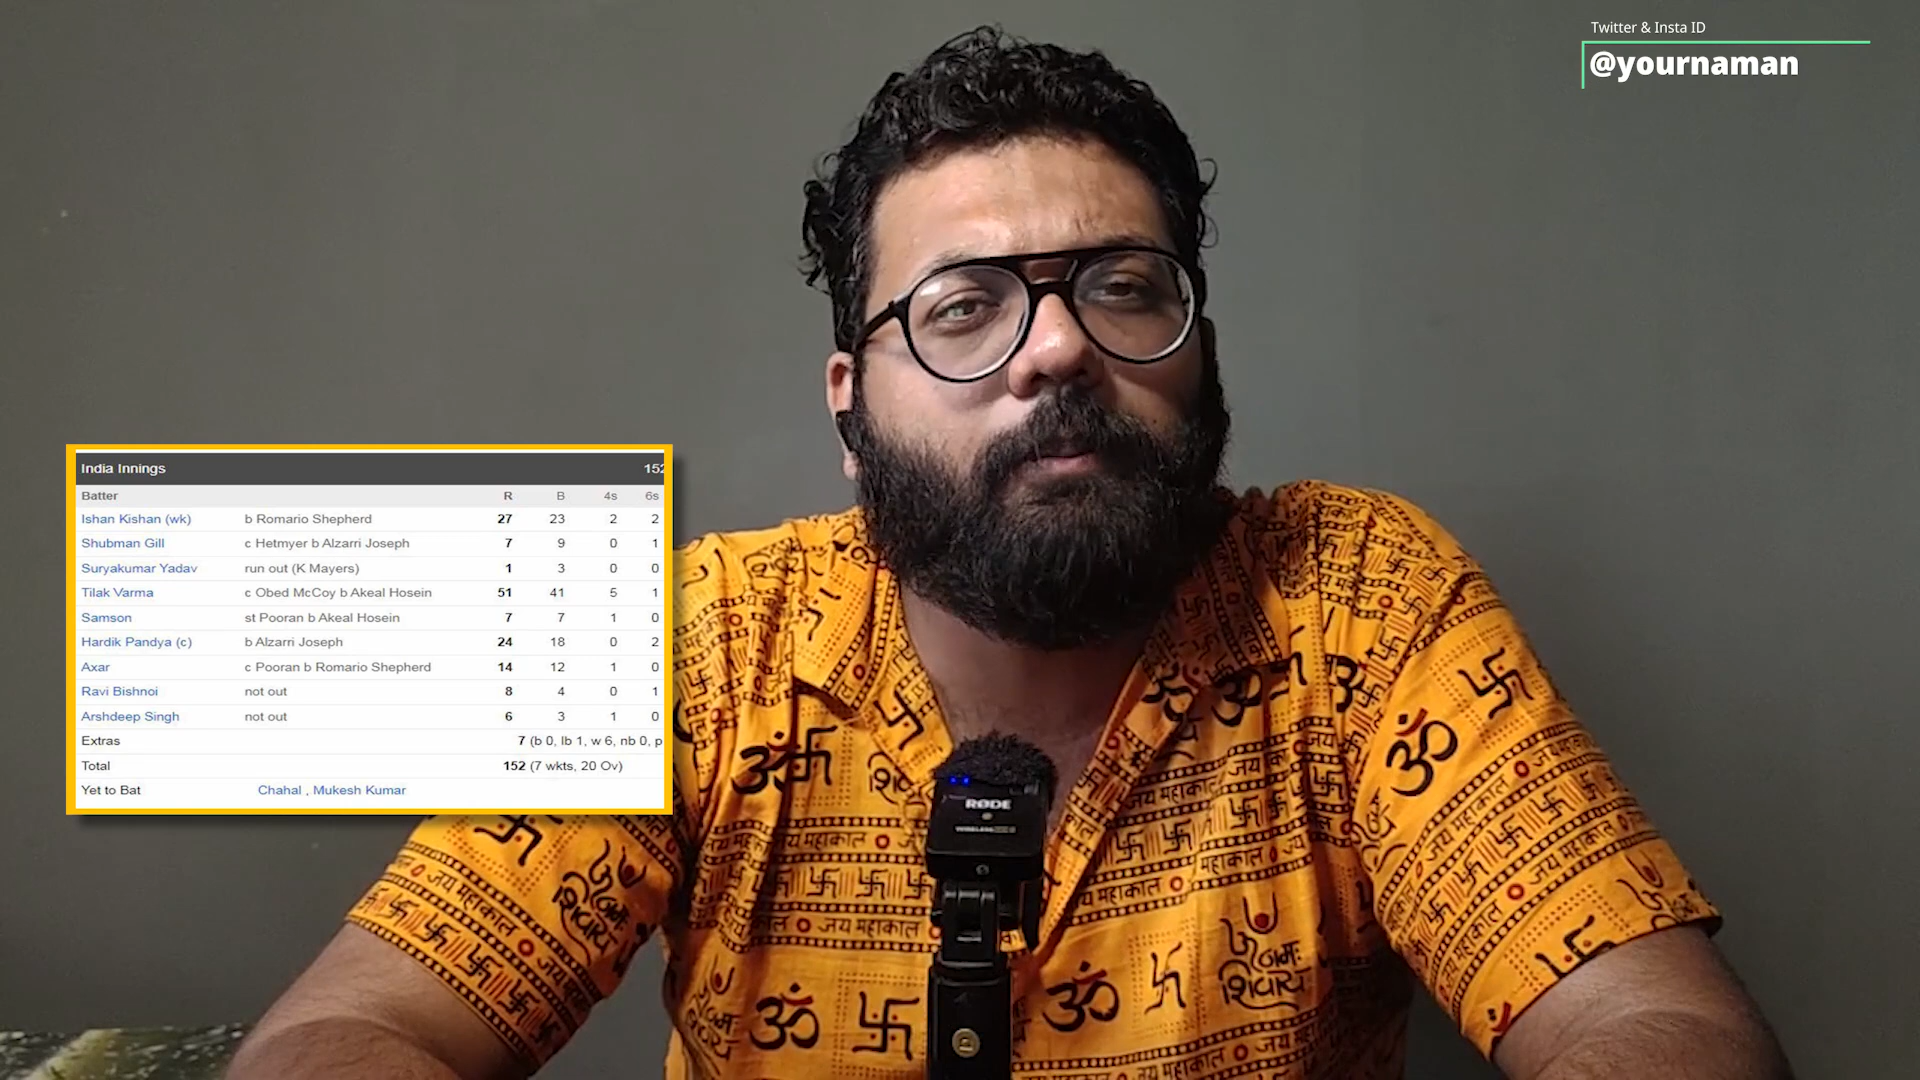 Twitter & Insta ID
@yournaman
India Innings 152
Batter R B 4s 6s
Ishan Kishan (wk) b Romario Shepherd 27 23 2 2
Shubman Gill c Hetmyer b Alzarri Joseph 7 9 0 1
Suryakumar Yadav run out (K Mayers) 1 3 0 0
Tilak Varma c Obed McCoy b Akeal Hosein 51 41 5 1
Samson st Pooran b Akeal Hosein 7 7 1 0
Hardik Pandya (c) b Alzarri Joseph 24 18 0 2
Axar c Pooran b Romario Shepherd 14 12 1 0
Ravi Bishnoi not out 8 4 0 1
Arshdeep Singh not out 6 3 1 0
Extras 7 (b 0, lb 1, w 6, nb 0, p
Total 152 (7 wkts, 20 Ov)
Yet to Bat Chahal , Mukesh Kumar
RØDE
जय महाकाल
ॐ नमः शिवाय